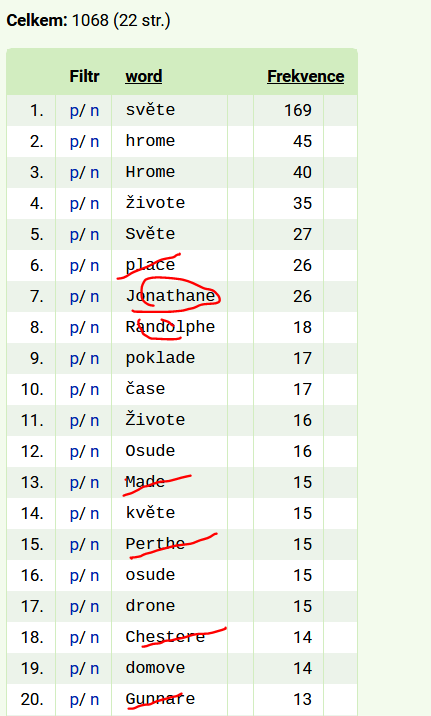 Celkem: 1068 (22 str.)
Filtr word Frekvence
1. p/ n světe 169
2. p/ n hrome 45
3. p/ n Hrome 40
4. p/ n živote 35
5. p/ n Světe 27
6. p/ n place 26
7. p/ n Jonathane 26
8. p/ n Randolphe 18
9. p/ n poklade 17
10. p/ n čase 17
11. p/ n Živote 16
12. p/ n Osude 16
13. p/ n Made 15
14. p/ n květe 15
15. p/ n Perthe 15
16. p/ n osude 15
17. p/ n drone 15
18. p/ n Chestere 14
19. p/ n domove 14
20. p/ n Gunnare 13